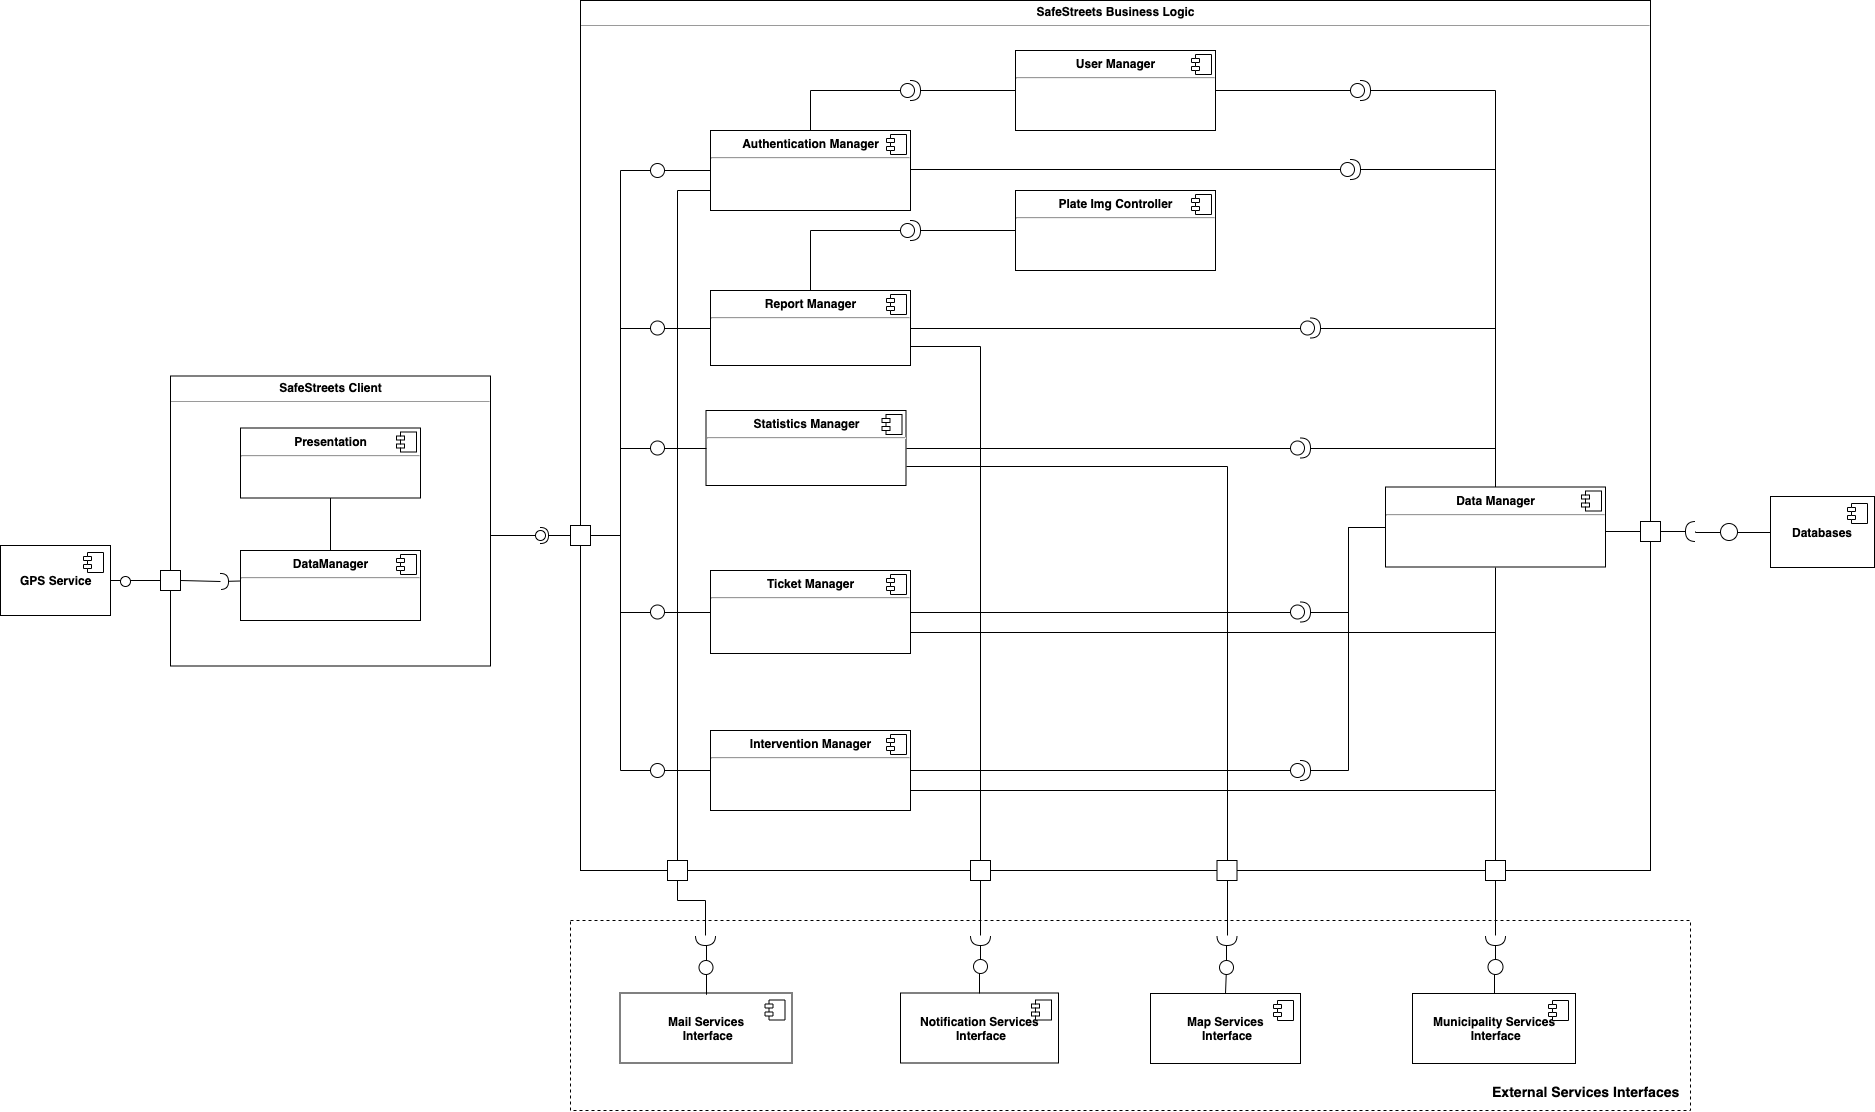 SafeStreets Business Logic
User Manager
Authentication Manager
Plate Img Controller
Report Manager
SafeStreets Client
Statistics Manager
Presentation
Data Manager
Databases
DataManager
GPS Service
Ticket Manager
Intervention Manager
Mail Services
Interface
Notification Services
Interface
Map Services
Interface
Municipality Services
Interface
External Services Interfaces